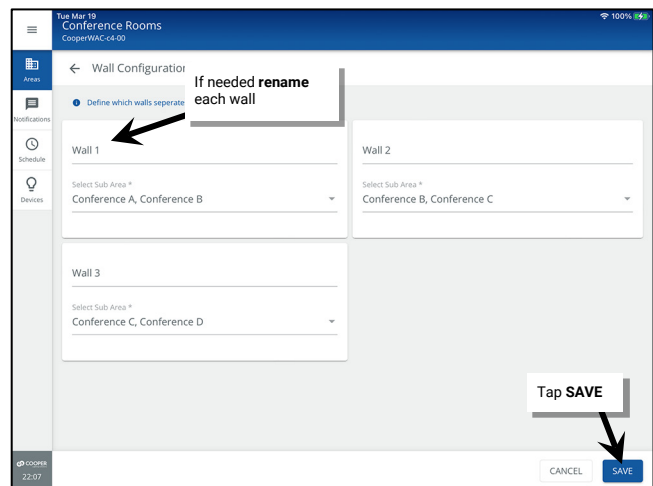 Tue Mar 19
100%
Conference Rooms
CooperWAC-c4-00
Areas
Wall Configuration
If needed rename
each wall
Notifications
Define which walls seperate
Schedule
Wall 1
Wall 2
Devices
Select Sub Area *
Select Sub Area *
Conference A, Conference B
Conference B, Conference C
Wall 3
Select Sub Area *
Conference C, Conference D
Tap SAVE
COOPER
22:07
CANCEL
SAVE